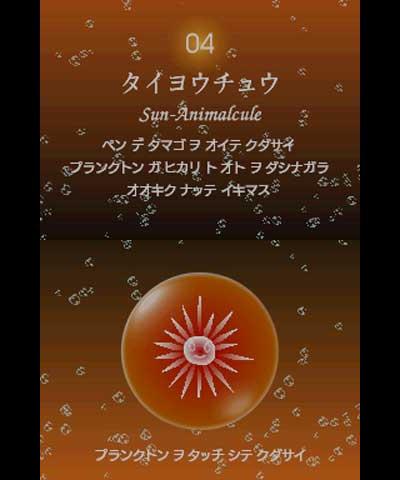 04
タイヨウチュウ
Sun-Animalcule
ペン デ タマゴ ヲ オイテ クダサイ
プランクトン ガ ヒカリ ト オト ヲ ダシナガラ
オオキク ナッテ イキマス
プランクトン ヲ タッチ シテ クダサイ